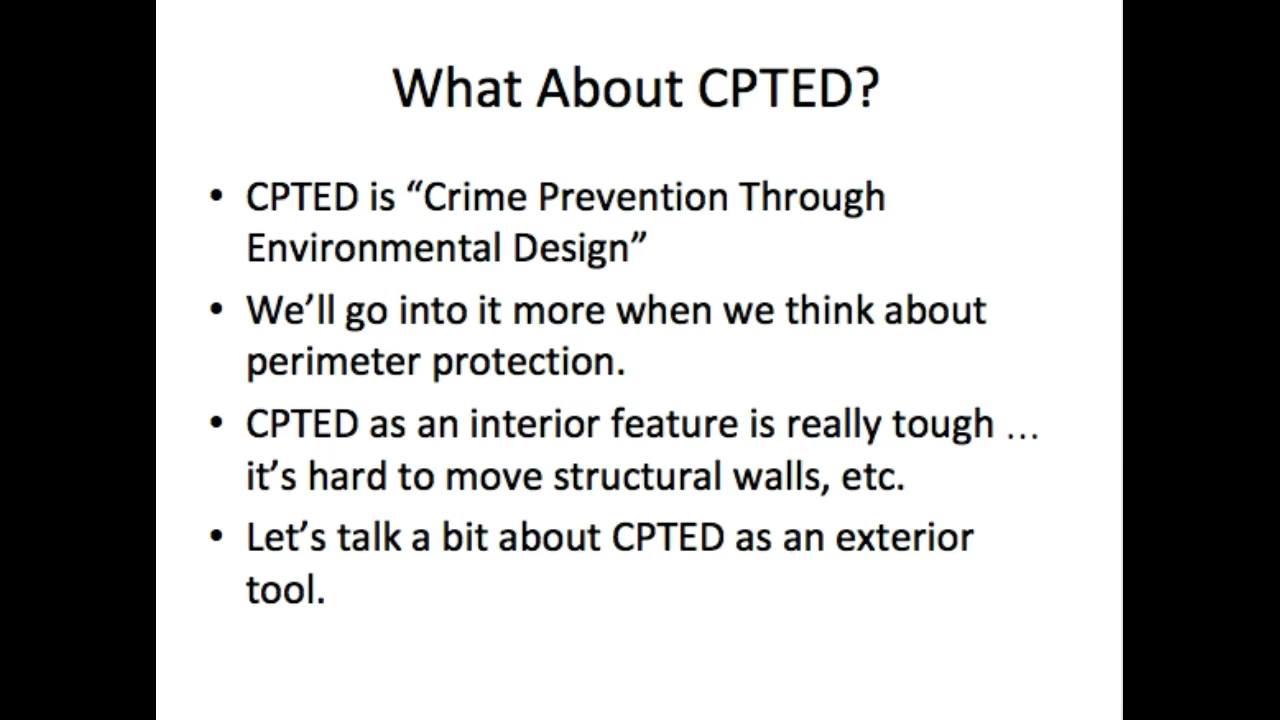 What About CPTED?
• CPTED is “Crime Prevention Through
Environmental Design”
• We’ll go into it more when we think about
perimeter protection.
• CPTED as an interior feature is really tough …
it’s hard to move structural walls, etc.
• Let’s talk a bit about CPTED as an exterior
tool.